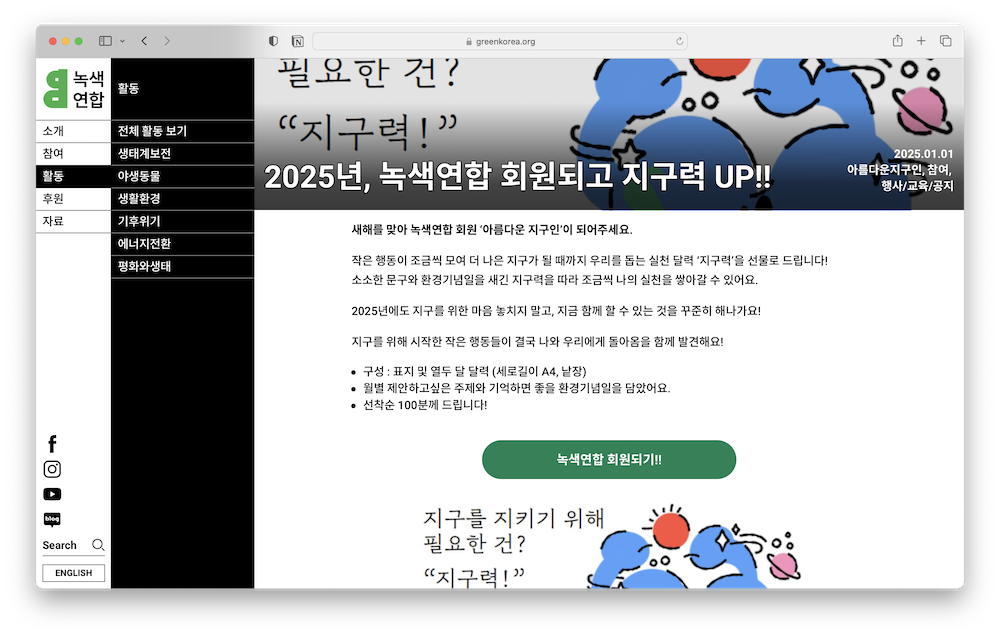 greenkorea.org
녹색
연합
소개
참여
활동
후원
자료
활동
전체 활동 보기
생태계보전
야생동물
생활환경
기후위기
에너지전환
평화와생태
필요한 건?
“지구력!”
2025년, 녹색연합 회원되고 지구력 UP!!
2025.01.01
아름다운지구인, 참여,
행사/교육/공지
새해를 맞아 녹색연합 회원 ‘아름다운 지구인’이 되어주세요.
작은 행동이 조금씩 모여 더 나은 지구가 될 때까지 우리를 돕는 실천 달력 ‘지구력’을 선물로 드립니다!
소소한 문구와 환경기념일을 새긴 지구력을 따라 조금씩 나의 실천을 쌓아갈 수 있어요.
2025년에도 지구를 위한 마음 놓치지 말고, 지금 함께 할 수 있는 것을 꾸준히 해나가요!
지구를 위해 시작한 작은 행동들이 결국 나와 우리에게 돌아옴을 함께 발견해요!
• 구성 : 표지 및 열두 달 달력 (세로길이 A4, 낱장)
• 월별 제안하고싶은 주제와 기억하면 좋을 환경기념일을 담았어요.
• 선착순 100분께 드립니다!
녹색연합 회원되기!!
지구를 지키기 위해
필요한 건?
“지구력!”
blog
Search
ENGLISH